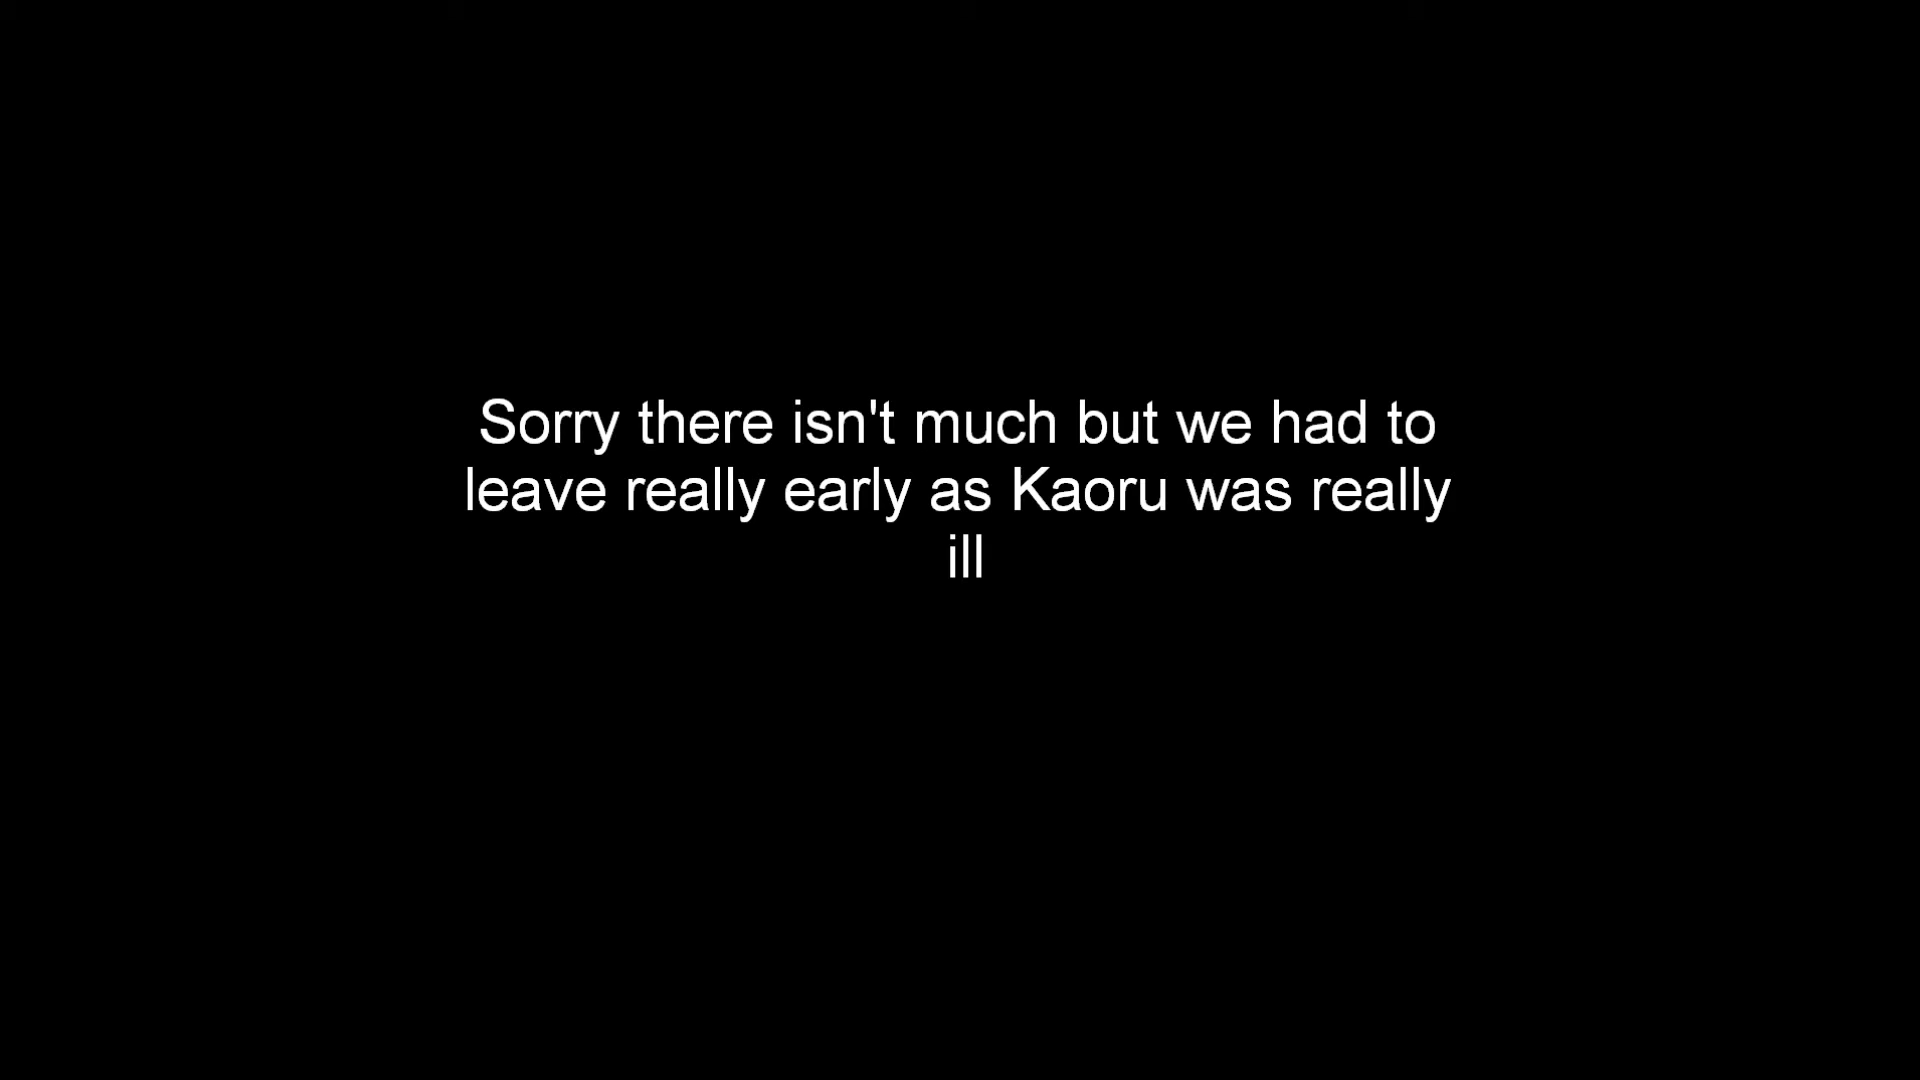 Sorry there isn't much but we had to
leave really early as Kaoru was really
ill